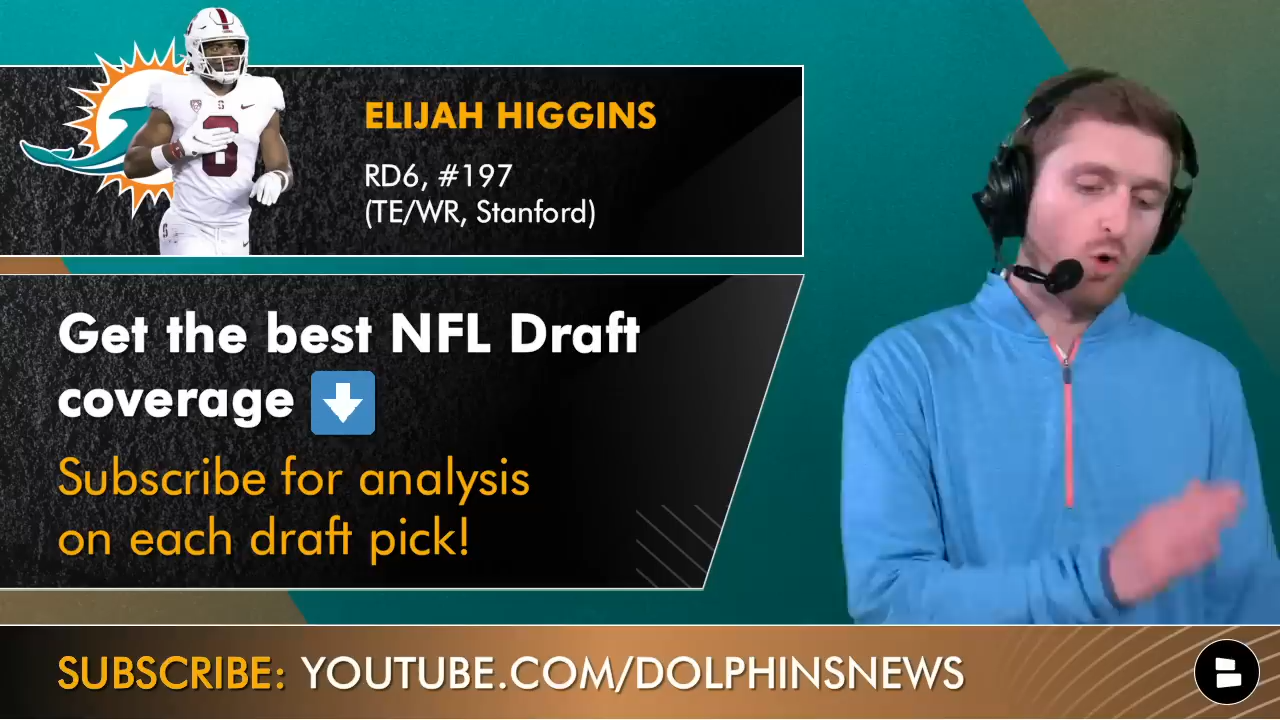 ELIJAH HIGGINS
RD6, #197
(TE/WR, Stanford)
Get the best NFL Draft
coverage
Subscribe for analysis
on each draft pick!
SUBSCRIBE: YOUTUBE.COM/DOLPHINSNEWS